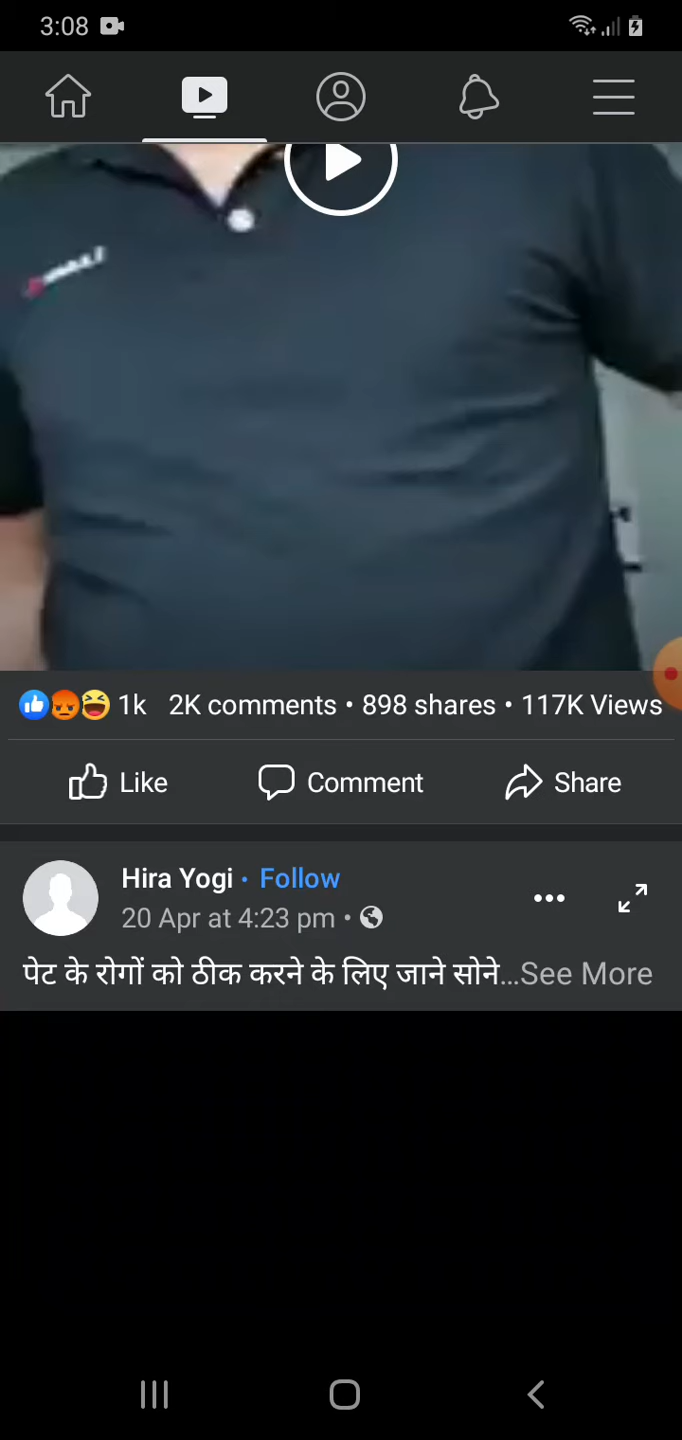 3:08
1k 2K comments • 898 shares • 117K Views
Like Comment Share
Hira Yogi • Follow
20 Apr at 4:23 pm •
पेट के रोगों को ठीक करने के लिए जाने सोने...See More